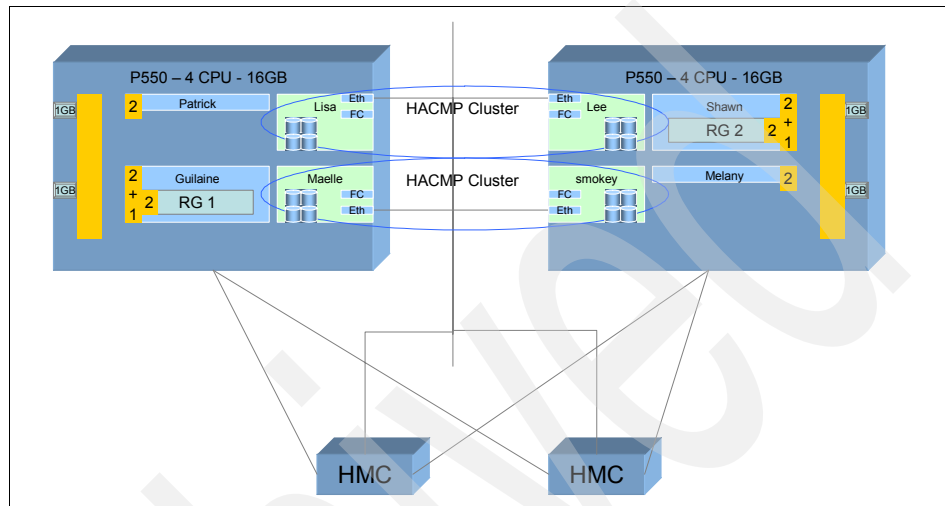 P550 – 4 CPU - 16GB
P550 – 4 CPU - 16GB
1GB
2
Patrick
Lisa
Eth
FC
HACMP Cluster
Eth
FC
Lee
Shawn
RG 2
2
2
+
1
1GB
1GB
2
+
1
Guilaine
2
RG 1
Maelle
FC
Eth
HACMP Cluster
FC
Eth
smokey
Melany
2
1GB
HMC
HMC